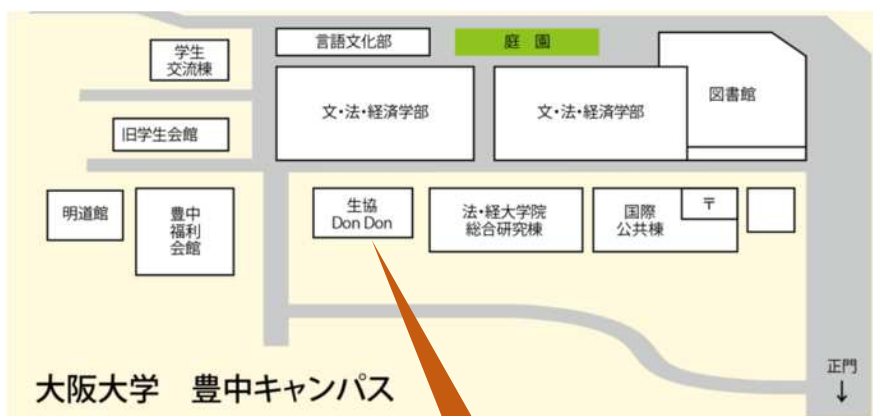 学生
交流棟
言語文化部
庭 園
文・法・経済学部
文・法・経済学部
図書館
旧学生会館
明道館
豊中
福利
会館
生協
Don Don
法・経大学院
総合研究棟
国際
公共棟
〒
大阪大学 豊中キャンパス
正門
↓